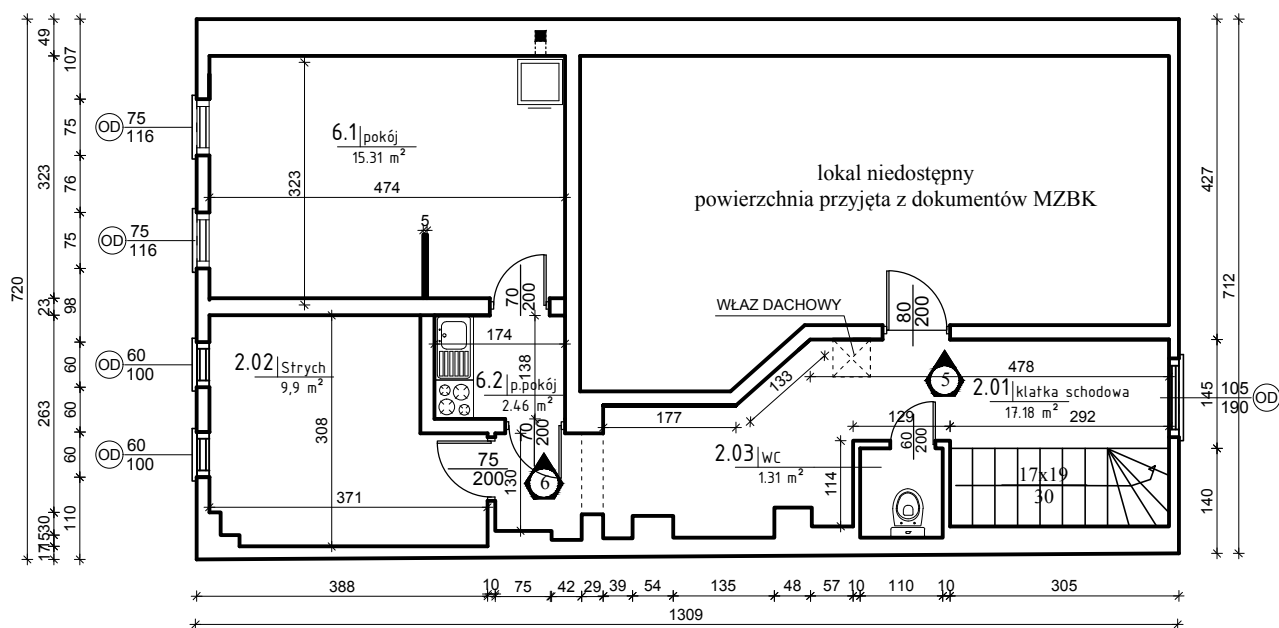 49
107
323
75
76
75
720
23
98
60
263
60
60
30
110
15
17
OD 75
116
OD 75
116
OD 60
100
OD 60
100
6.1 pokój
15.31 m²
323
474
5
70
200
lokal niedostępny
powierzchnia przyjęta z dokumentów MZBK
WŁAZ DACHOWY
80
200
427
712
174
138
2.02 Strych
9,9 m²
6.2 p.pokój
2.46 m²
133
5
478
2.01 klatka schodowa
17.18 m²
145
105
190 OD
308
177
70
200
129
60
200
292
75
200
130
6
2.03 WC
1.31 m²
114
17x19
30
140
371
388 10 75 42 29 39 54 135 48 57 10 110 10 305
1309